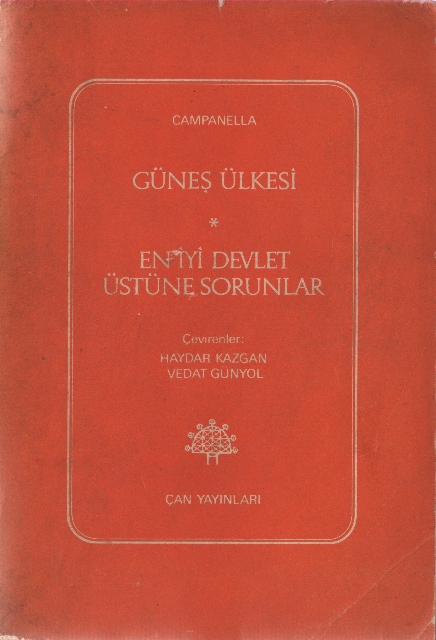 CAMPANELLA
GÜNEŞ ÜLKESİ
*
EN İYİ DEVLET
ÜSTÜNE SORUNLAR
Çevirenler:
HAYDAR KAZGAN
VEDAT GÜNYOL
ÇAN YAYINLARI